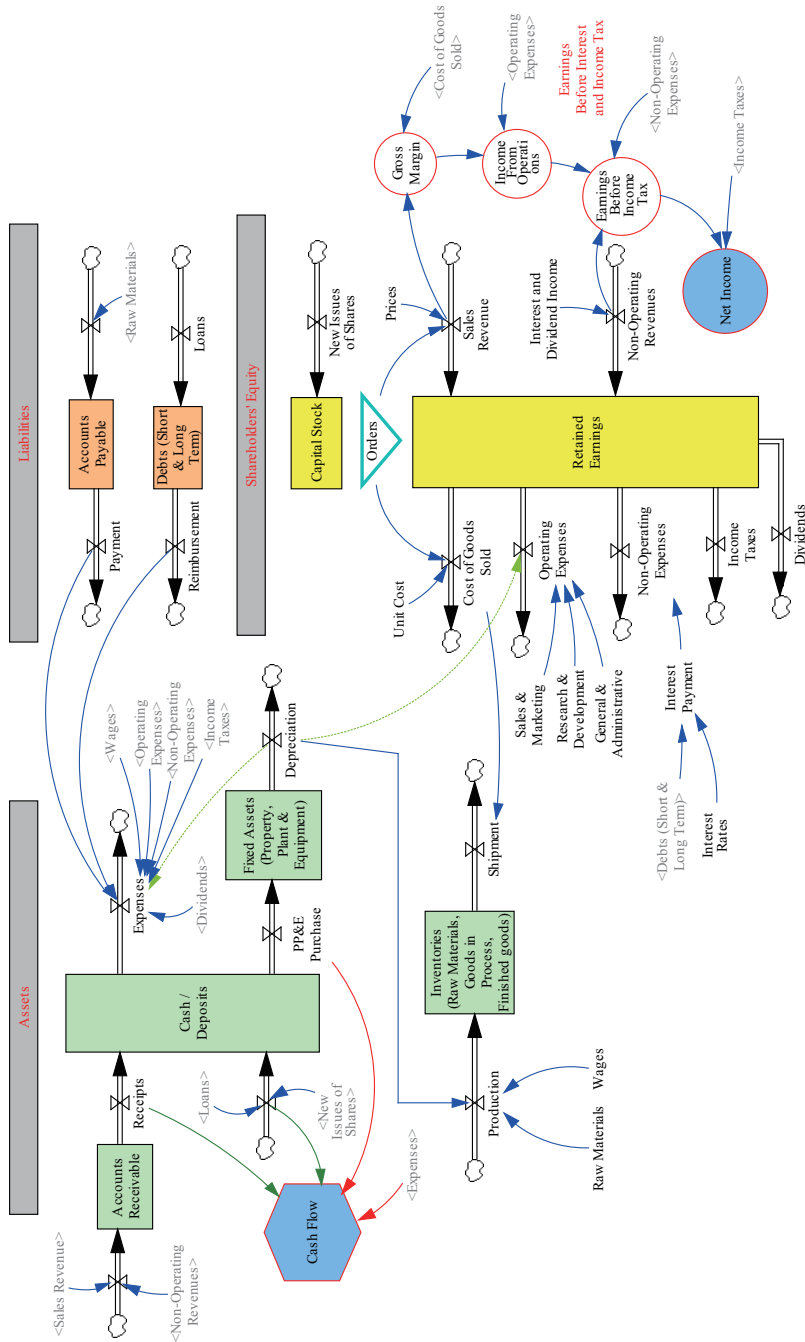 Assets
Liabilities
<Sales Revenue>
<Non-Operating
Revenues>
Accounts
Receivable
Receipts
Cash /
Deposits
Expenses
<Wages>
<Operating
Expenses>
<Non-Operating
Expenses>
<Income
Taxes>
<Dividends>
<Loans>
<New
Issues of
Shares>
Cash Flow
<Expenses>
PP&E
Purchase
Fixed Assets
(Property,
Plant &
Equipment)
Depreciation
Payment
Accounts
Payable
<Raw Materials>
Reimbursement
Debts (Short
& Long
Term)
Loans
Shareholders' Equity
Capital Stock
New Issues
of Shares
Production
Raw Materials
Wages
Inventories
(Raw Materials,
Goods in
Process,
Finished goods)
Shipment
Orders
Unit Cost
Cost of Goods
Sold
Prices
Sales
Revenue
Sales &
Marketing
Research &
Development
General &
Administrative
Operating
Expenses
Retained
Earnings
Non-Operating
Expenses
Interest
Payment
<Debts (Short &
Long Term)>
Interest
Rates
Income
Taxes
Dividends
Interest and
Dividend Income
Non-Operating
Revenues
Gross
Margin
<Cost of Goods
Sold>
Income
From
Operati
ons
<Operating
Expenses>
Earnings
Before Interest
and Income Tax
Earnings
Before
Income
Tax
<Non-Operating
Expenses>
Net Income
<Income Taxes>